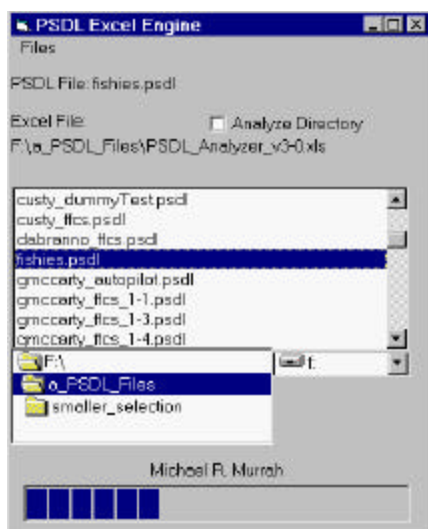 PSDL Excel Engine
Files
PSDL File: fishies.psdl
Excel File: Analyze Directory
F:\a_PSDL_Files\PSDL_Analyzer_v3-0.xls
custy_dummyTest.psdl
custy_ffcs.psdl
dabranno_ffcs.psdl
fishies.psdl
gmccarty_autopilot.psdl
gmccarty_ffcs_1-1.psdl
gmccarty_ffcs_1-3.psdl
gmccarty_ffcs_1-4.psdl
F:\ f:
a_PSDL_Files
smaller_selection
Michael R. Murrah